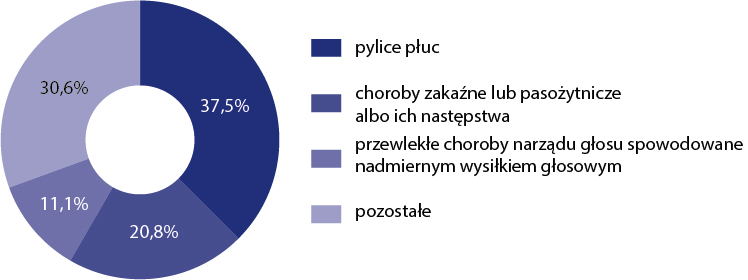 37,5%
20,8%
11,1%
30,6%
pylice płuc
choroby zakaźne lub pasożytnicze
albo ich następstwa
przewlekłe choroby narządu głosu spowodowane
nadmiernym wysiłkiem głosowym
pozostałe